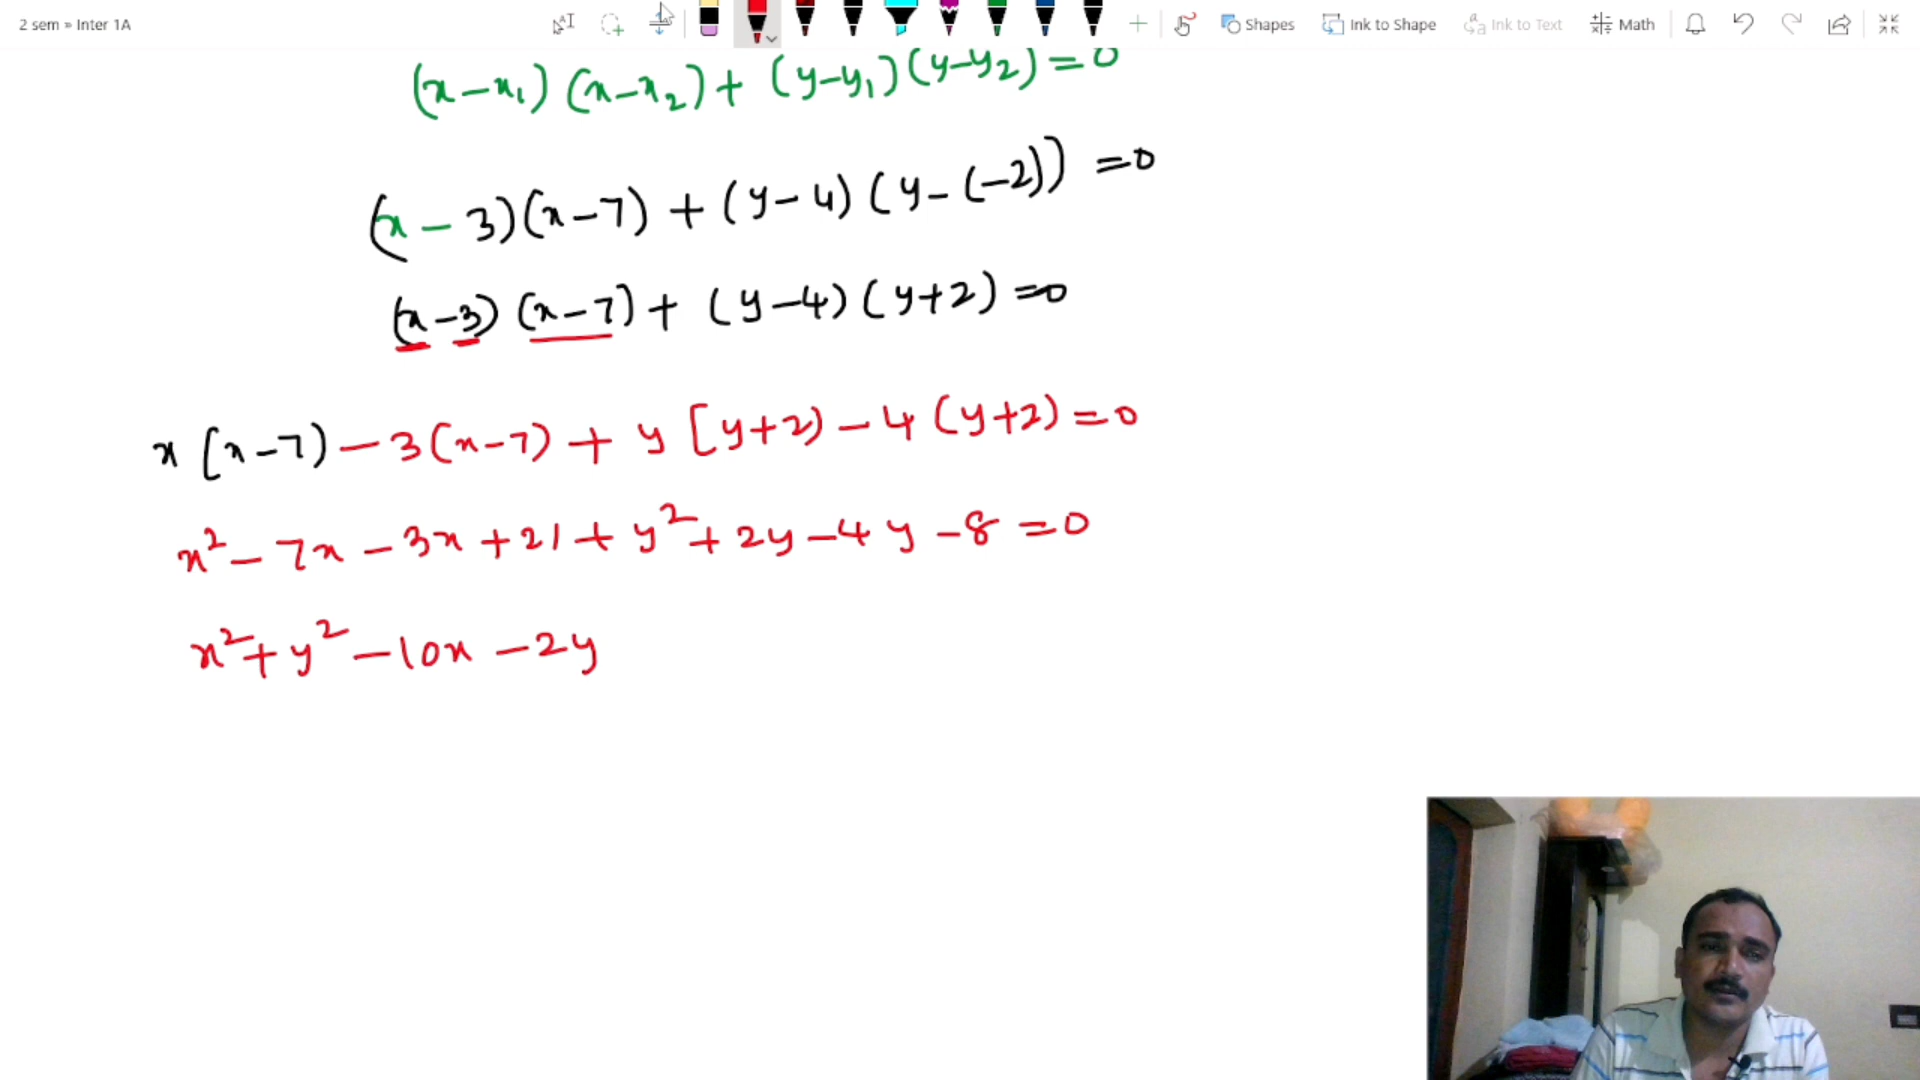 2 sem » Inter 1A
Shapes Ink to Shape Ink to Text Math
(x-x₁)(x-x₂)+(y-y₁)(y-y₂)=0
(x-3)(x-7)+(y-4)(y-(-2))=0
(x-3)(x-7)+(y-4)(y+2)=0
x[x-7)-3(x-7)+y[y+2)-4(y+2)=0
x²-7x-3x+21+y²+2y-4y-8=0
x²+y²-10x-2y